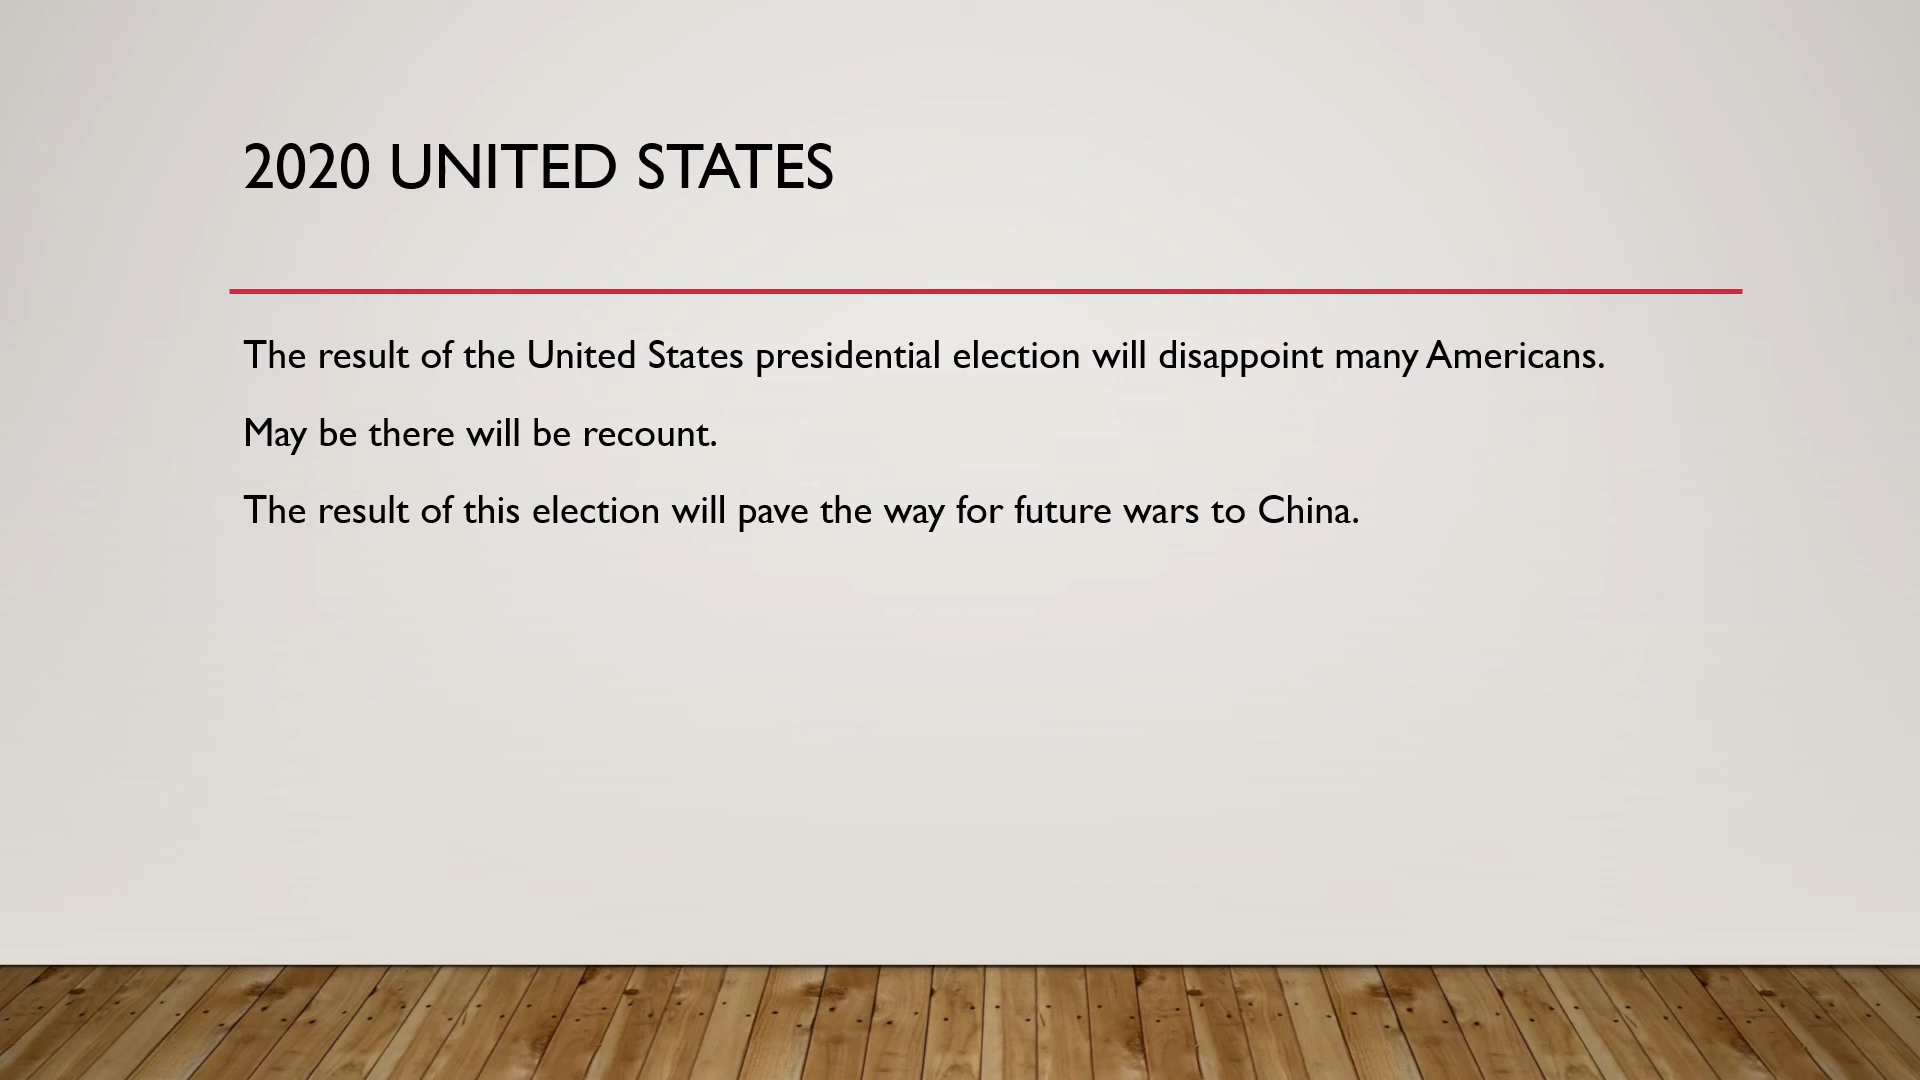 2020 UNITED STATES
The result of the United States presidential election will disappoint many Americans.
May be there will be recount.
The result of this election will pave the way for future wars to China.